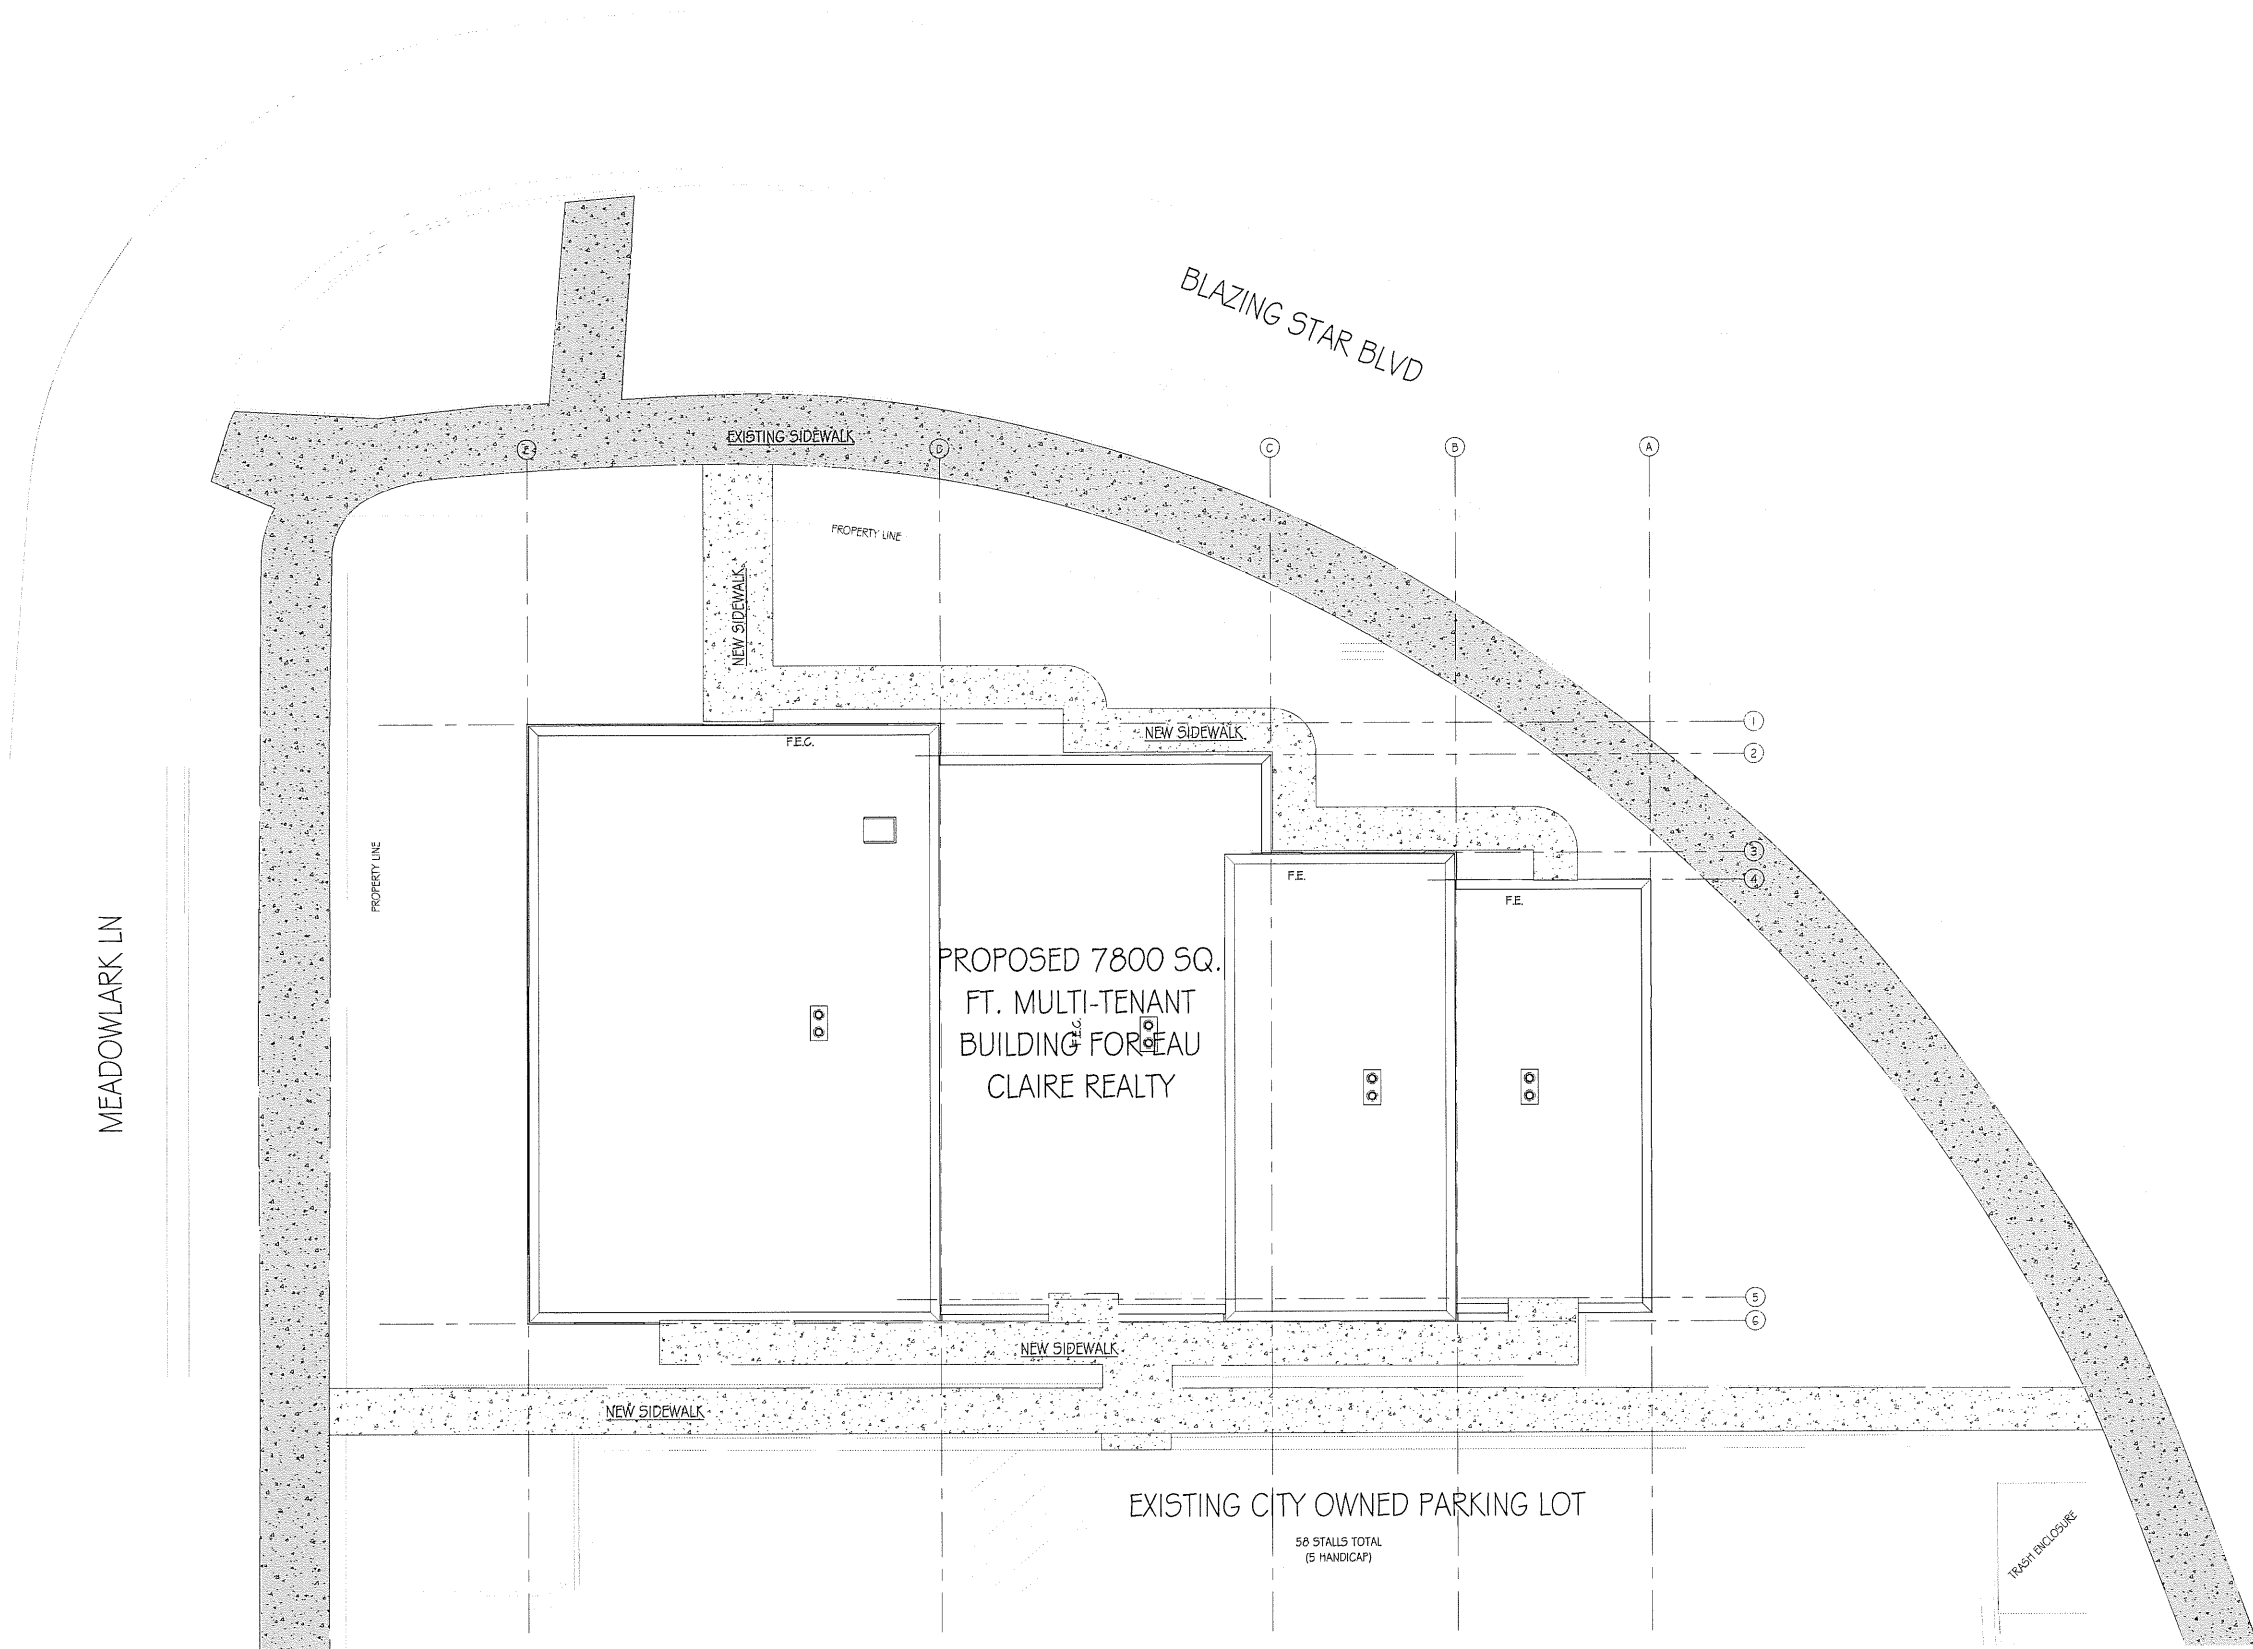 BLAZING STAR BLVD
EXISTING SIDEWALK
E
D
C
B
A
PROPERTY LINE
NEW SIDEWALK
1
NEW SIDEWALK
2
F.E.C.
3
F.E.
4
F.E.
PROPERTY LINE
MEADOWLARK LN
PROPOSED 7800 SQ.
FT. MULTI-TENANT
BUILDING FOR EAU
CLAIRE REALTY
F.E.C.
5
6
NEW SIDEWALK
NEW SIDEWALK
EXISTING CITY OWNED PARKING LOT
58 STALLS TOTAL
(5 HANDICAP)
TRASH ENCLOSURE